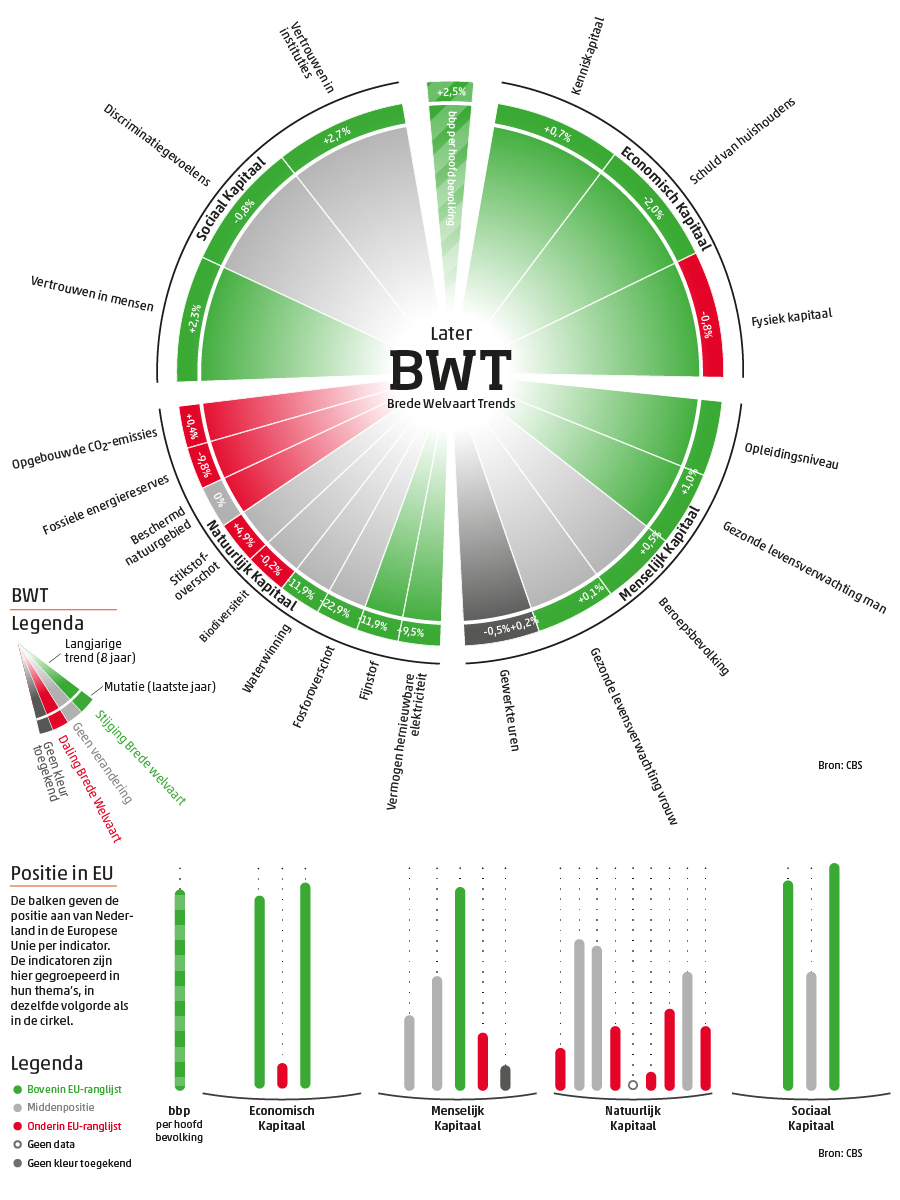 Vertrouwen in
instituties
+2,5%
bbp per hoofd bevolking
Kenniskapitaal
+0,7%
Schuld van huishoudens
-2,0%
Economisch Kapitaal
Fysiek kapitaal
-0,8%
Opleidingsniveau
Gezonde levensverwachting man
+1,0%
Menselijk Kapitaal
Beroepsbevolking
+0,5%
Gezonde levensverwachting vrouw
+0,1%
Gewerkte uren
-0,5%+0,2%
Vermogen hernieuwbare
elektriciteit
+9,5%
Fijnstof
-11,9%
Fosforoverschot
-22,9%
Waterwinning
-11,9%
Biodiversiteit
-0,2%
Stikstof-
overschot
+4,9%
Natuurlijk Kapitaal
Beschermd
natuurgebied
0%
Fossiele energiereserves
-9,8%
Opgebouwde CO2-emissies
+0,4%
Vertrouwen in mensen
+2,3%
Discriminatiegevoelens
-0,8%
Sociaal Kapitaal
+2,7%
Later
BWT
Brede Welvaart Trends
BWT
Legenda
Langjarige
trend (8 jaar)
Mutatie (laatste jaar)
Stijging Brede welvaart
Geen verandering
Daling Brede Welvaart
Geen kleur
toegekend
Bron: CBS
Positie in EU
De balken geven de
positie aan van Neder-
land in de Europese
Unie per indicator.
De indicatoren zijn
hier gegroepeerd in
hun thema's, in
dezelfde volgorde als
in de cirkel.
Legenda
Bovenin EU-ranglijst
Middenpositie
Onderin EU-ranglijst
Geen data
Geen kleur toegekend
bbp
per hoofd
bevolking
Economisch
Kapitaal
Menselijk
Kapitaal
Natuurlijk
Kapitaal
Sociaal
Kapitaal
Bron: CBS